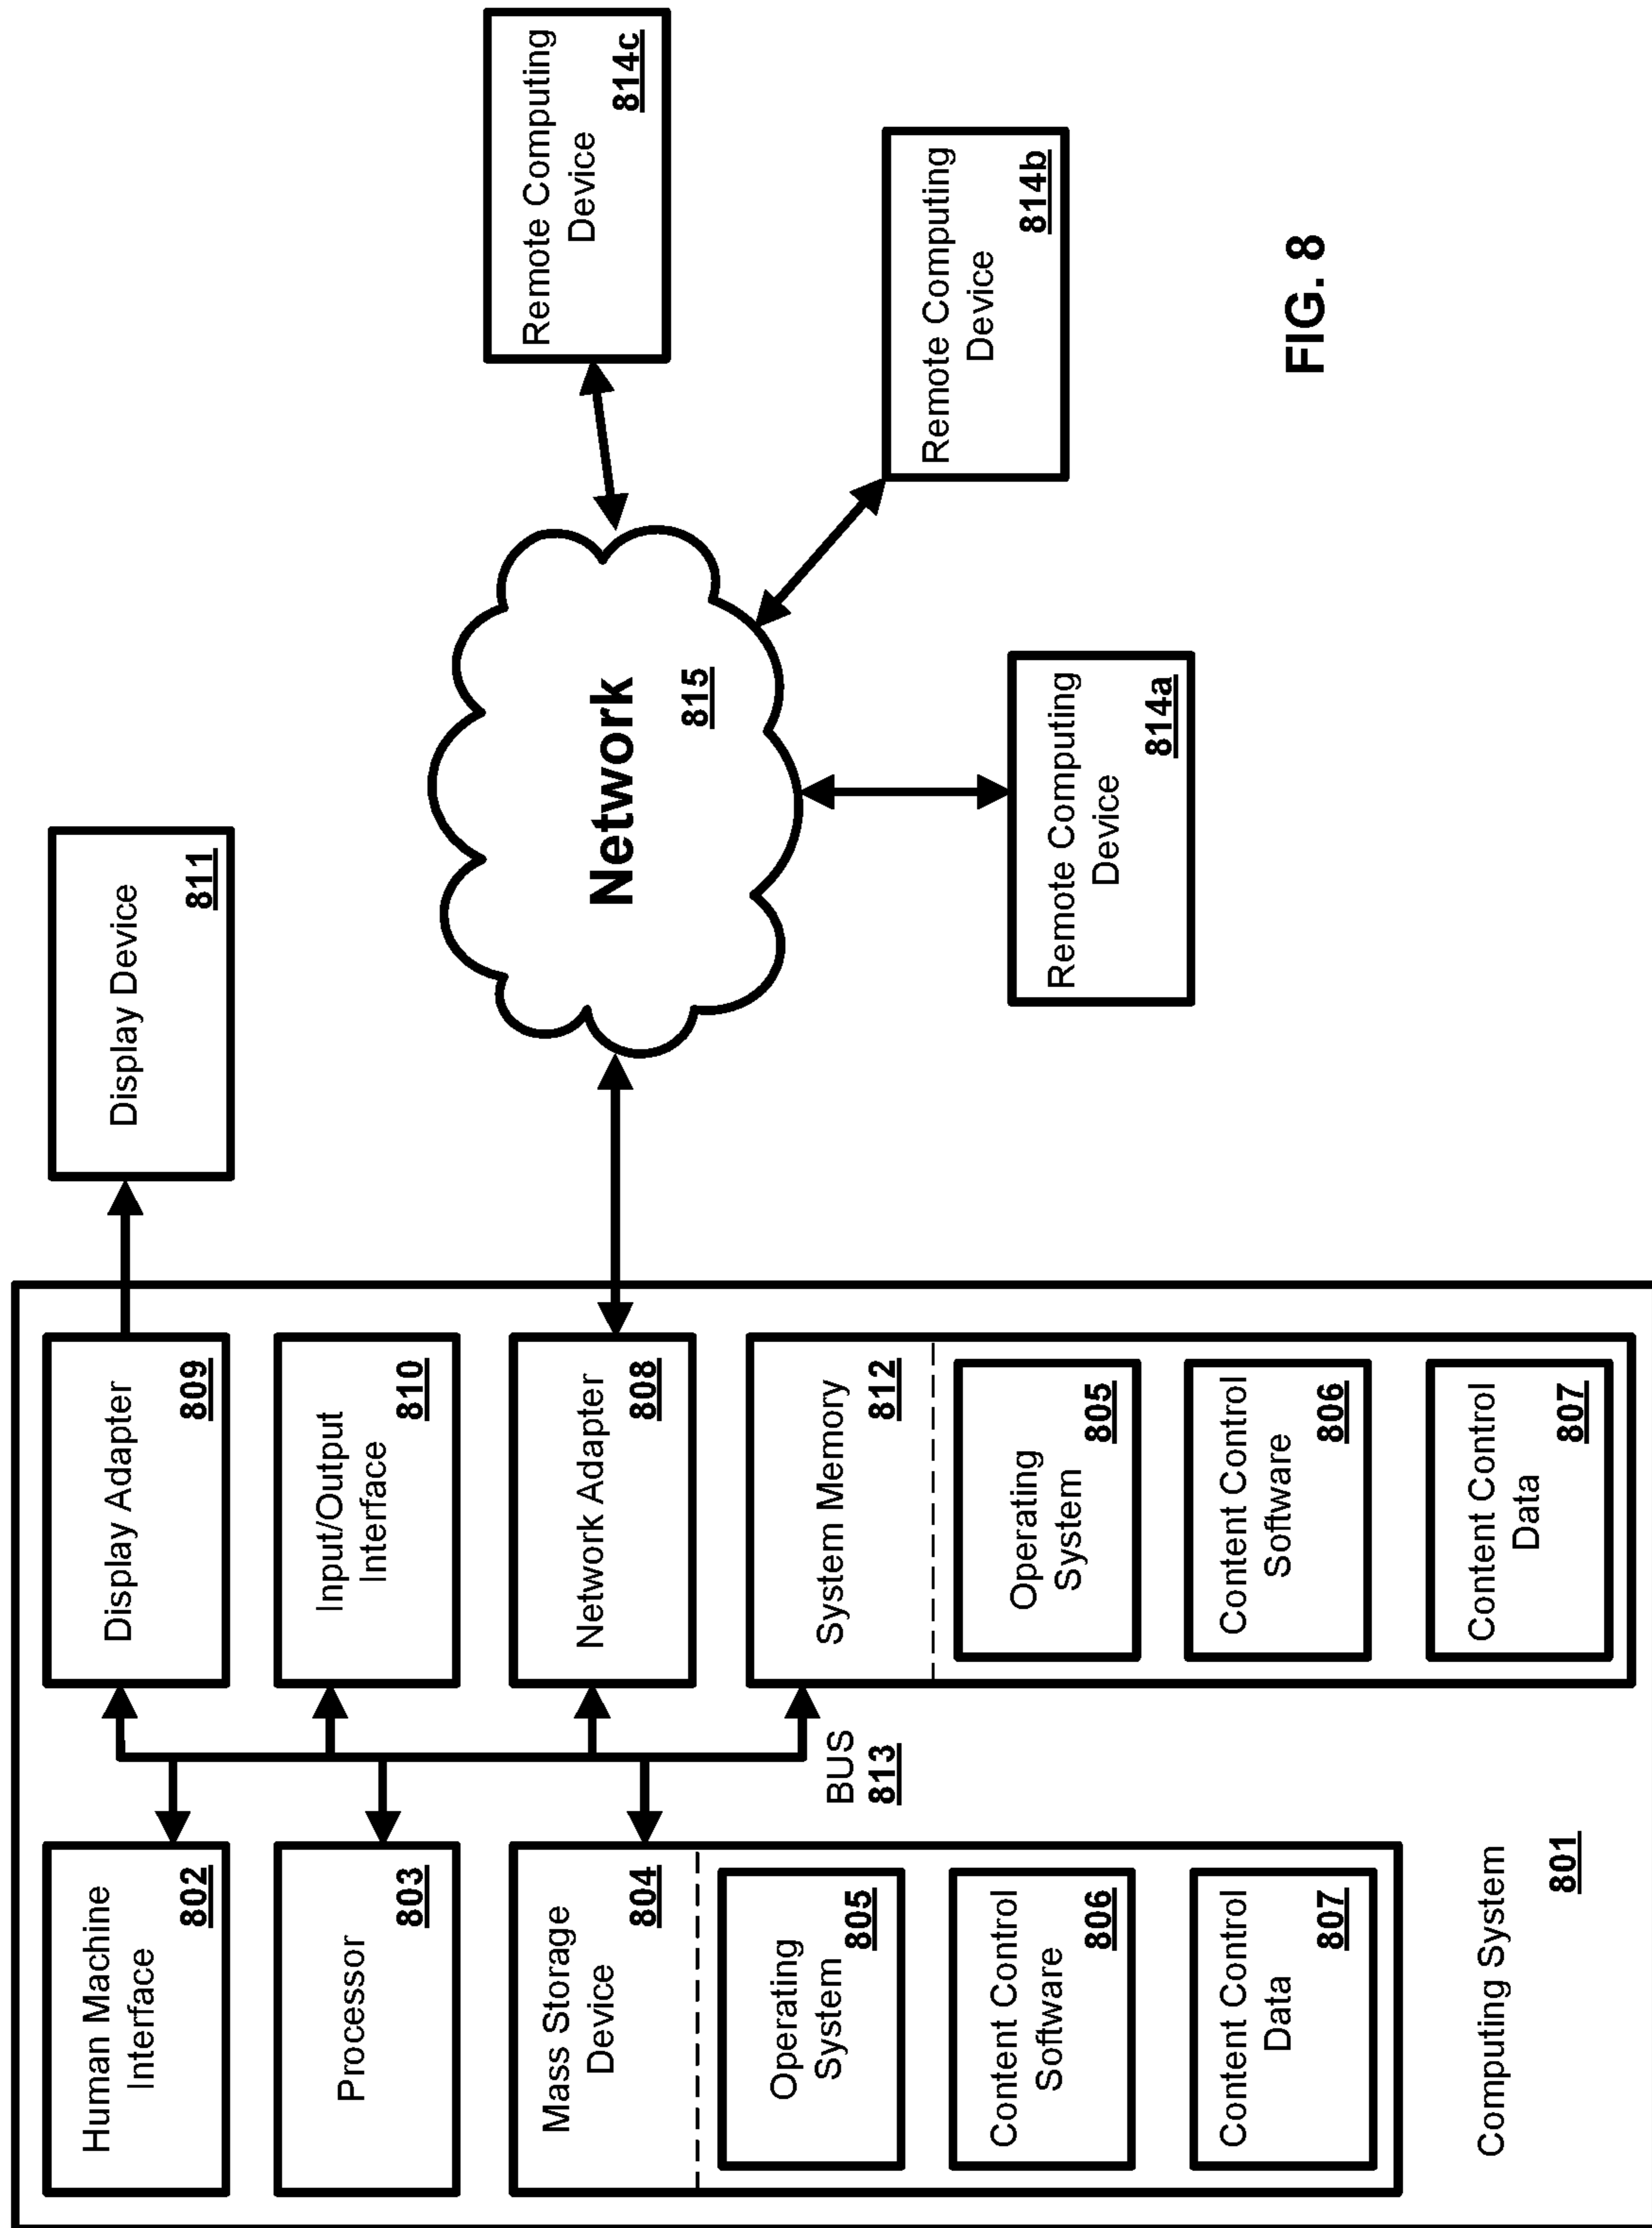 Human Machine
Interface
802
Processor
803
Mass Storage
Device
804
Operating
System
805
Content Control
Software
806
Content Control
Data
807
Computing System
801
Display Adapter
809
Input/Output
Interface
810
Network Adapter
808
System Memory
812
Operating
System
805
Content Control
Software
806
Content Control
Data
807
BUS
813
Display Device
811
Network
815
Remote Computing
Device
814a
Remote Computing
Device
814b
Remote Computing
Device
814c
FIG. 8